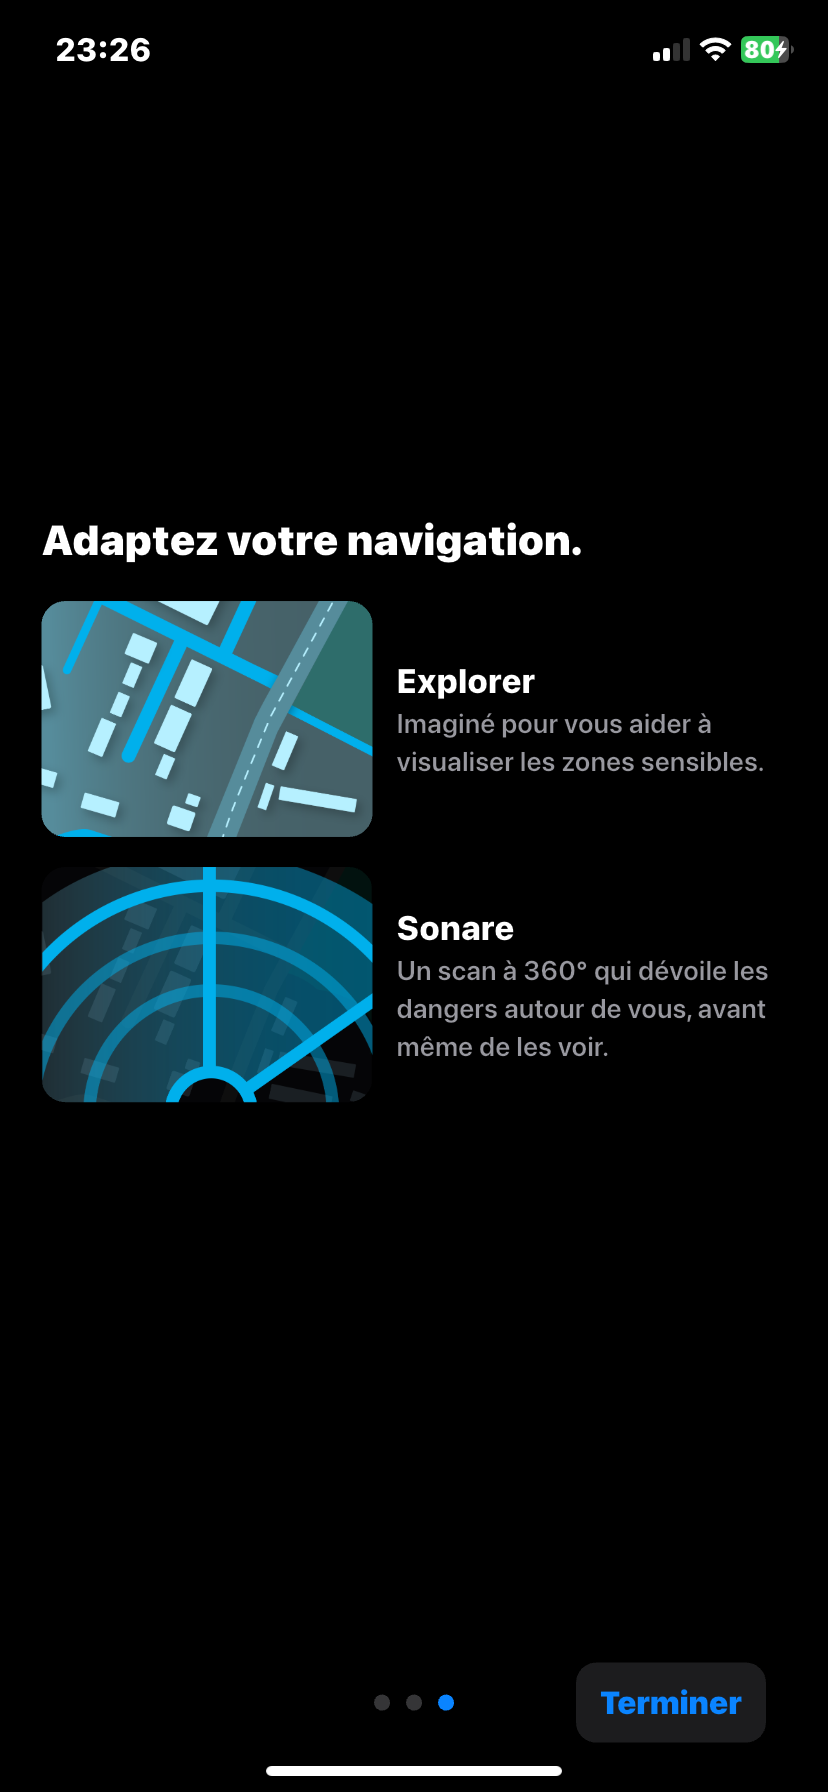 23:26
80
Adaptez votre navigation.
Explorer
Imaginé pour vous aider à
visualiser les zones sensibles.
Sonare
Un scan à 360° qui dévoile les
dangers autour de vous, avant
même de les voir.
Terminer